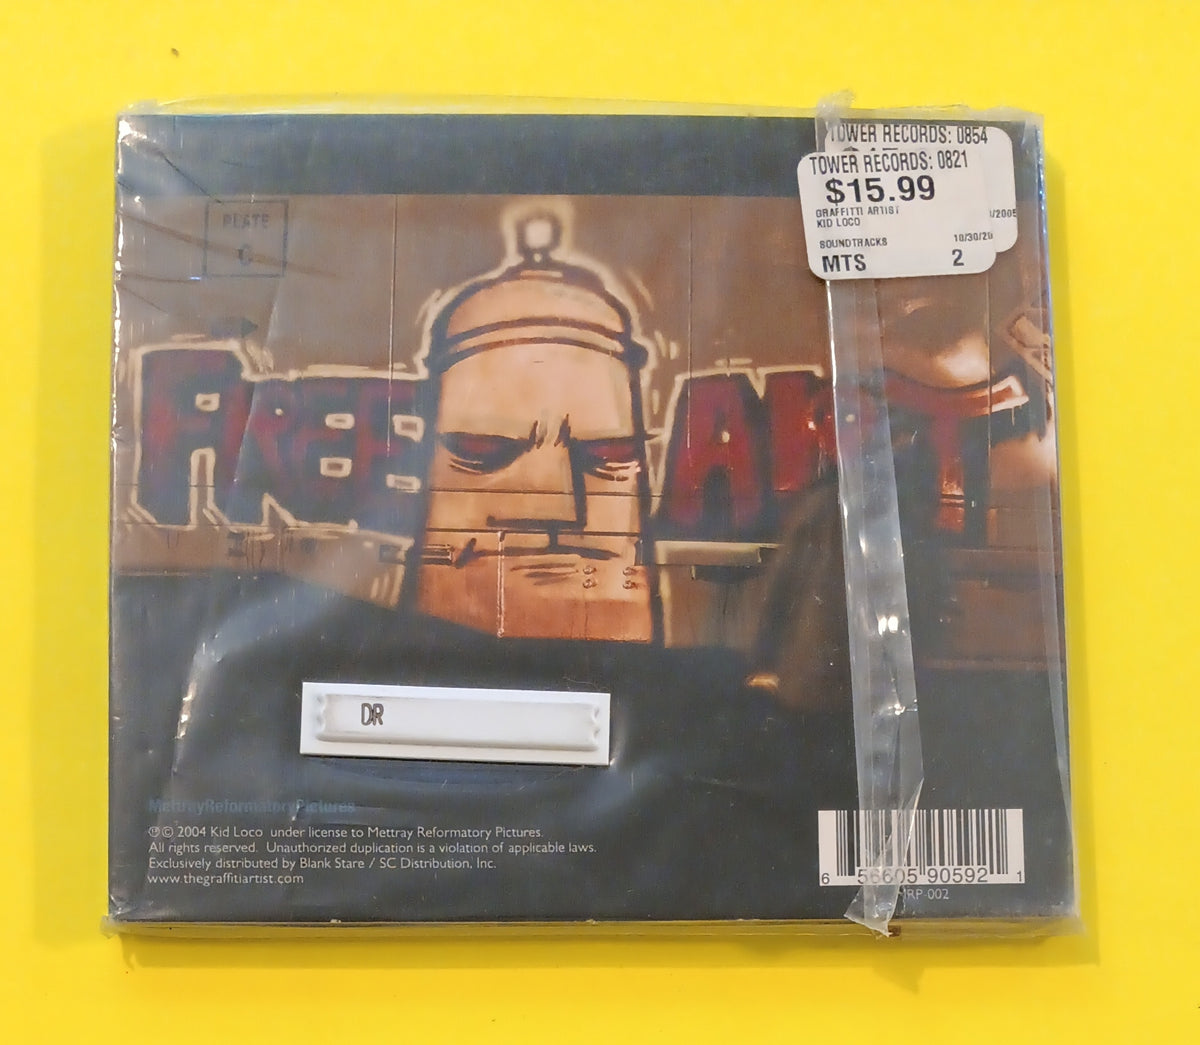 TOWER RECORDS: 0854
TOWER RECORDS: 0821
$15.99
GRAFFITI ARTIST
KID LOCO
/2005
SOUNDTRACKS 10/30/20
MTS 2
PLATE
C
FREE ART
DR
MettrayReformatoryPictures
℗© 2004 Kid Loco under license to Mettray Reformatory Pictures.
All rights reserved. Unauthorized duplication is a violation of applicable laws.
Exclusively distributed by Blank Stare / SC Distribution, Inc.
www.thegraffitiartist.com
6 56605 90592 1
MRP-002